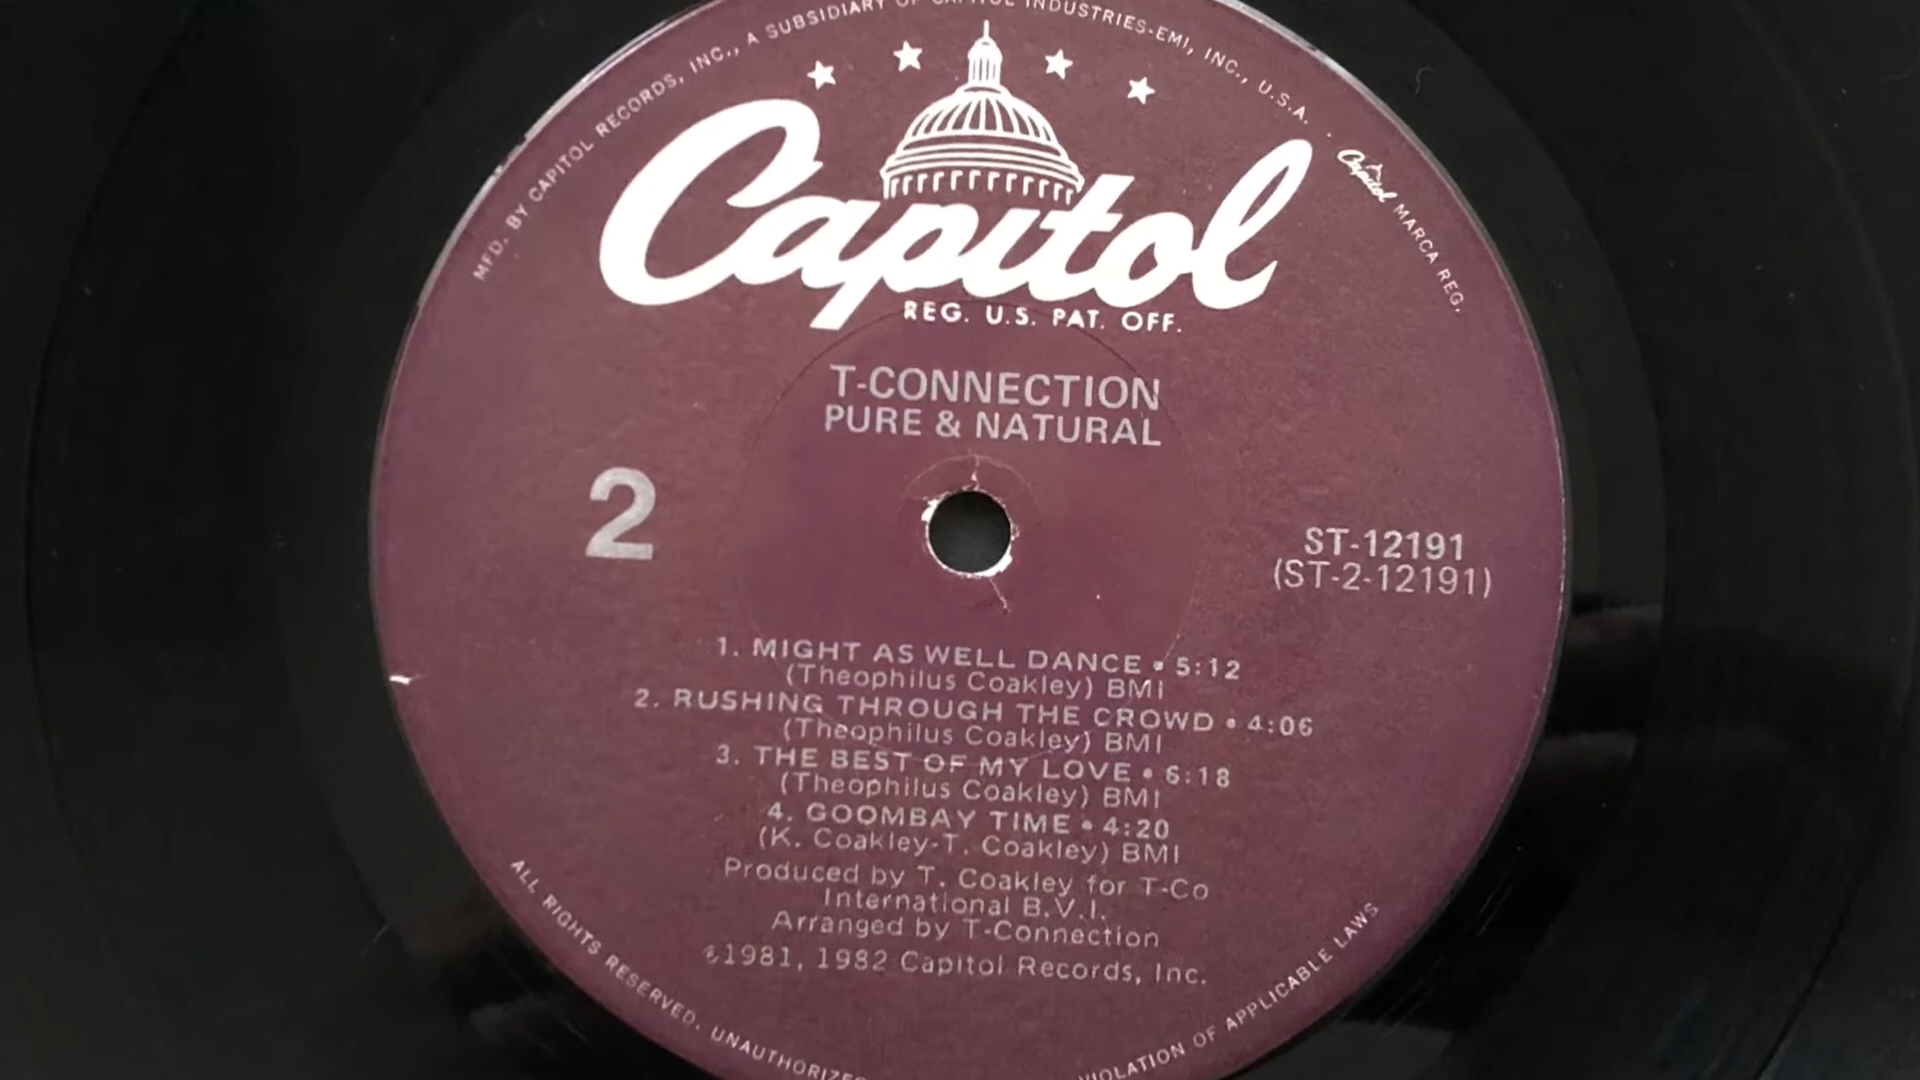 MFD. BY CAPITOL RECORDS, INC., A SUBSIDIARY OF CAPITOL INDUSTRIES-EMI, INC., U.S.A. · Capitol MARCA REG.
Capitol
REG. U.S. PAT. OFF.
T-CONNECTION
PURE & NATURAL
2
ST-12191
(ST-2-12191)
1. MIGHT AS WELL DANCE • 5:12
(Theophilus Coakley) BMI
2. RUSHING THROUGH THE CROWD • 4:06
(Theophilus Coakley) BMI
3. THE BEST OF MY LOVE • 6:18
(Theophilus Coakley) BMI
4. GOOMBAY TIME • 4:20
(K. Coakley-T. Coakley) BMI
Produced by T. Coakley for T-Co
International B.V.I.
Arranged by T-Connection
℗1981, 1982 Capitol Records, Inc.
ALL RIGHTS RESERVED. UNAUTHORIZED
VIOLATION OF APPLICABLE LAWS